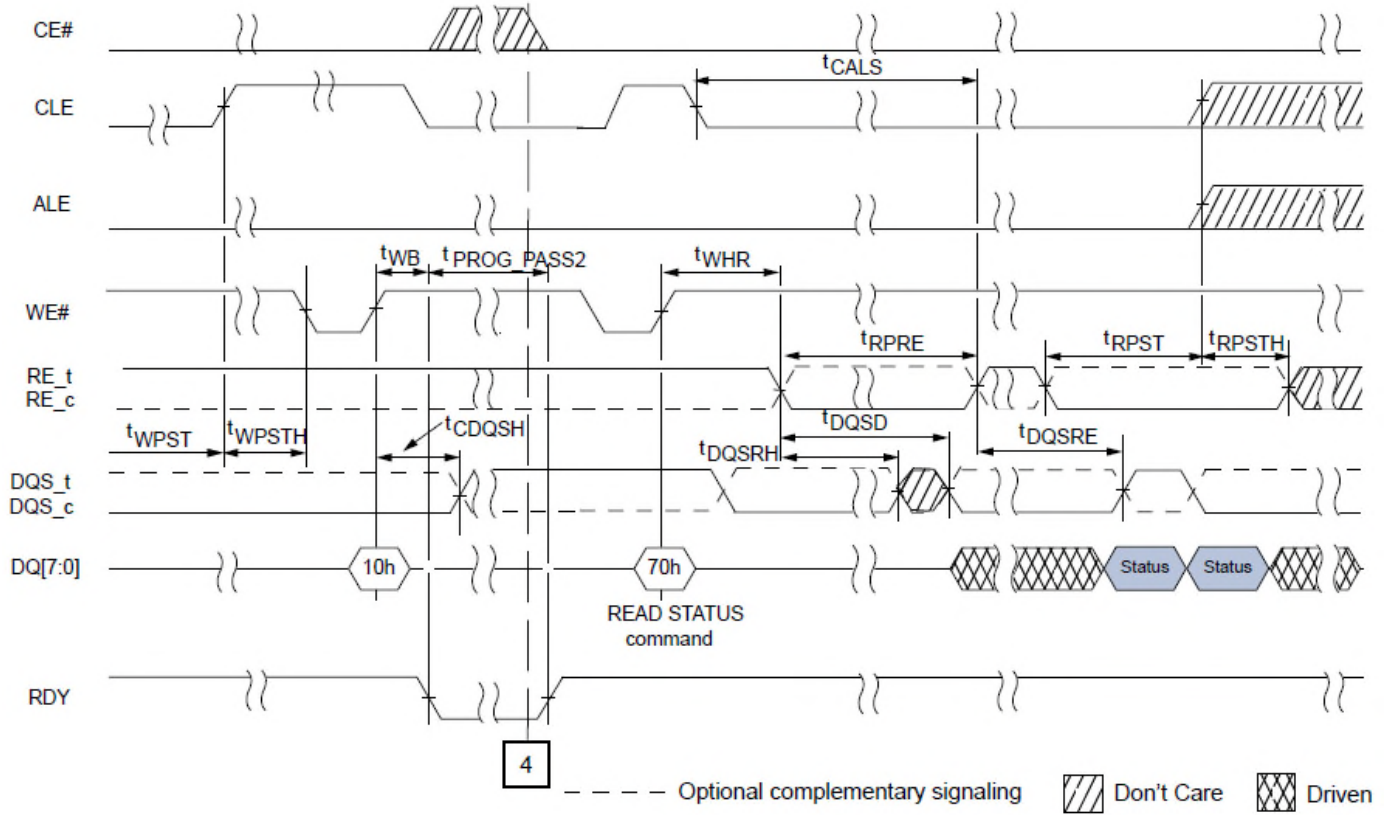 CE#
tCALS
CLE
ALE
tWB tPROG_PASS2 tWHR
WE#
tRPRE tRPST tRPSTH
RE_t
RE_c
tWPST tWPSTH tCDQSH tDQSD
tDQSRH tDQSRE
DQS_t
DQS_c
DQ[7:0] 10h 70h Status Status
READ STATUS
command
RDY
4
Optional complementary signaling Don't Care Driven